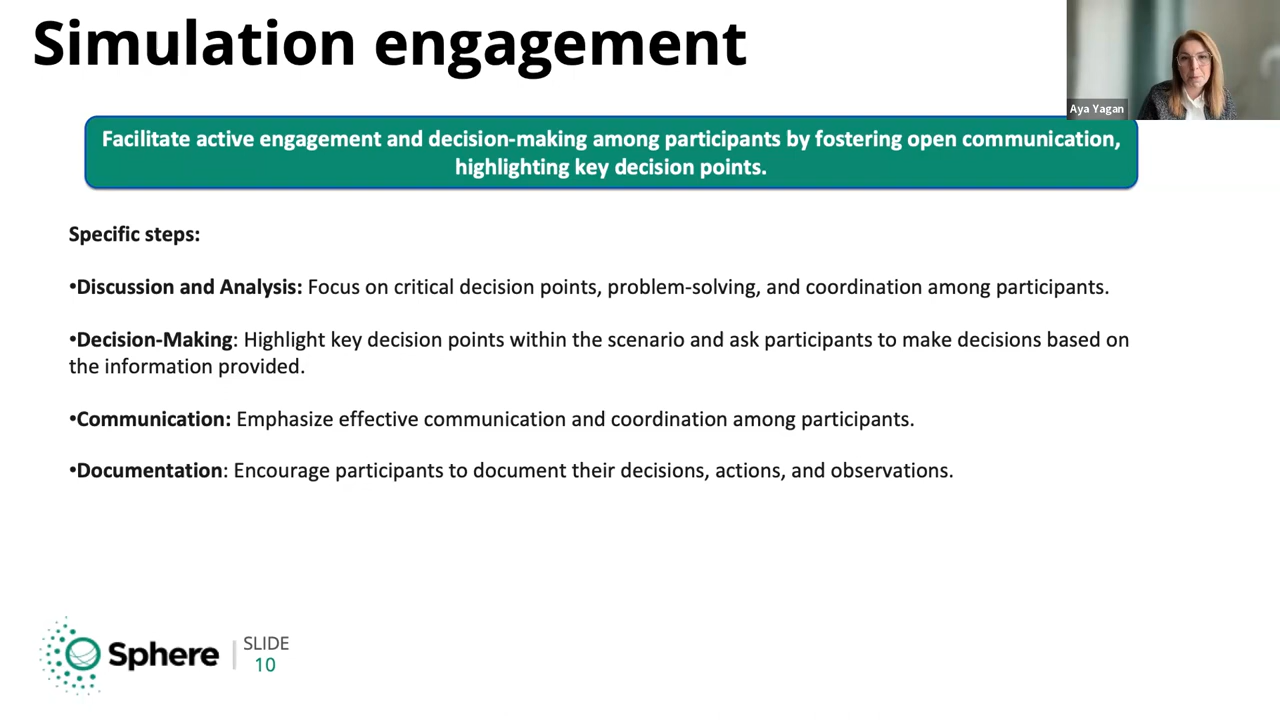 Simulation engagement
Aya Yagan
Facilitate active engagement and decision-making among participants by fostering open communication,
highlighting key decision points.
Specific steps:
•Discussion and Analysis: Focus on critical decision points, problem-solving, and coordination among participants.
•Decision-Making: Highlight key decision points within the scenario and ask participants to make decisions based on
the information provided.
•Communication: Emphasize effective communication and coordination among participants.
•Documentation: Encourage participants to document their decisions, actions, and observations.
Sphere
SLIDE
10